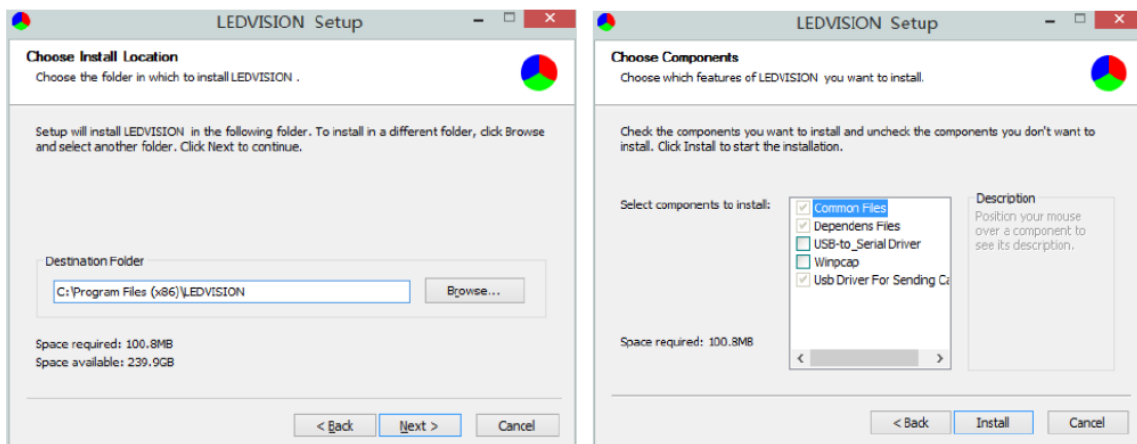 LEDVISION Setup
Choose Install Location
Choose the folder in which to install LEDVISION .
Setup will install LEDVISION in the following folder. To install in a different folder, click Browse
and select another folder. Click Next to continue.
Destination Folder
C:\Program Files (x86)\LEDVISION
Browse...
Space required: 100.8MB
Space available: 239.9GB
< Back
Next >
Cancel
LEDVISION Setup
Choose Components
Choose which features of LEDVISION you want to install.
Check the components you want to install and uncheck the components you don't want to
install. Click Install to start the installation.
Select components to install:
Common Files
Dependens Files
USB-to_Serial Driver
Winpcap
Usb Driver For Sending Ca
Description
Position your mouse
over a component to
see its description.
Space required: 100.8MB
< Back
Install
Cancel